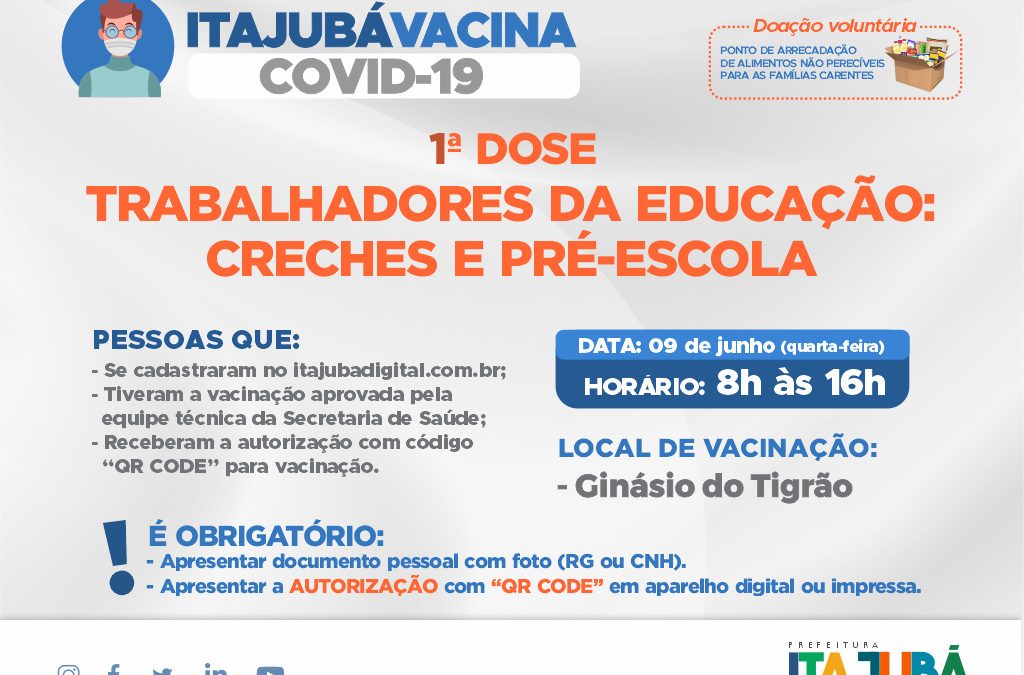 ITAJUBÁVACINA
COVID-19
Doação voluntária
PONTO DE ARRECADAÇÃO
DE ALIMENTOS NÃO PERECÍVEIS
PARA AS FAMÍLIAS CARENTES
1ª DOSE
TRABALHADORES DA EDUCAÇÃO:
CRECHES E PRÉ-ESCOLA
PESSOAS QUE:
- Se cadastraram no itajubadigital.com.br;
- Tiveram a vacinação aprovada pela
equipe técnica da Secretaria de Saúde;
- Receberam a autorização com código
“QR CODE” para vacinação.
DATA: 09 de junho (quarta-feira)
HORÁRIO: 8h às 16h
LOCAL DE VACINAÇÃO:
- Ginásio do Tigrão
! É OBRIGATÓRIO:
- Apresentar documento pessoal com foto (RG ou CNH).
- Apresentar a AUTORIZAÇÃO com “QR CODE” em aparelho digital ou impressa.
PREFEITURA
ITAJUBÁ